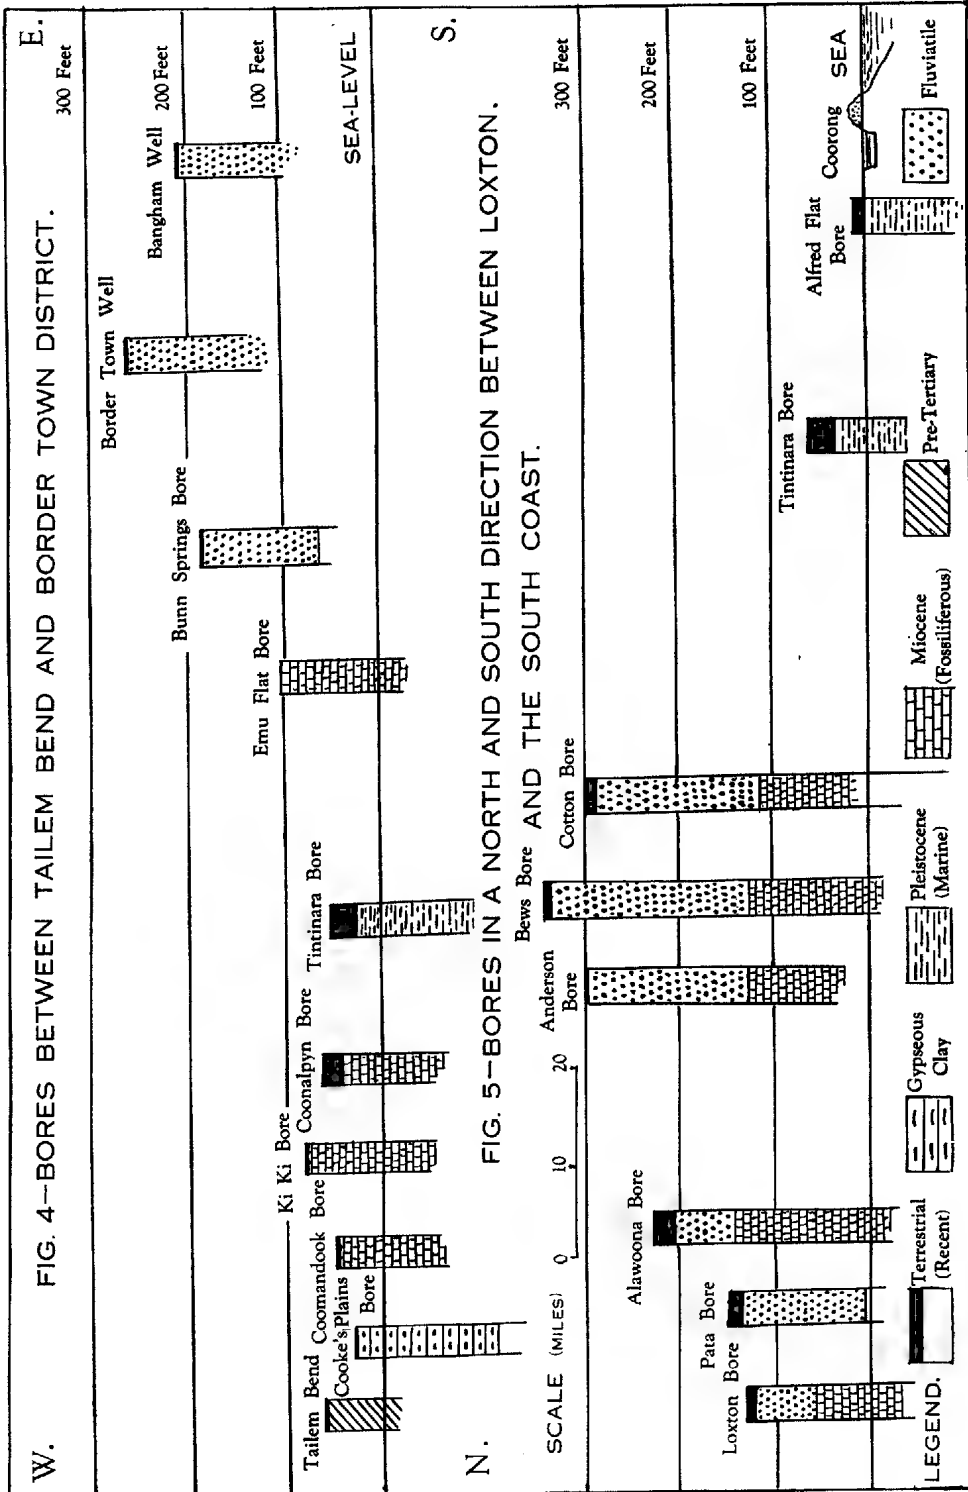 W.
FIG. 4—BORES BETWEEN TAILEM BEND AND BORDER TOWN DISTRICT.
E.
300 Feet
200 Feet
100 Feet
SEA-LEVEL
Tailem Bend
Cooke's Plains
Bore
Coomandook
Bore
Ki Ki Bore
Coonalpyn Bore
Tintinara Bore
Emu Flat Bore
Bunn Springs Bore
Border Town Well
Bangham Well
N.
FIG. 5—BORES IN A NORTH AND SOUTH DIRECTION BETWEEN LOXTON.
AND THE SOUTH COAST.
S.
SCALE (MILES)
0
10
20
300 Feet
200 Feet
100 Feet
SEA
Loxton Bore
Pata Bore
Alawoona Bore
Anderson
Bore
Bews Bore
Cotton Bore
Tintinara Bore
Alfred Flat
Bore
Coorong
LEGEND.
Terrestrial
(Recent)
Gypseous
Clay
Pleistocene
(Marine)
Miocene
(Fossiliferous)
Pre-Tertiary
Fluviatile